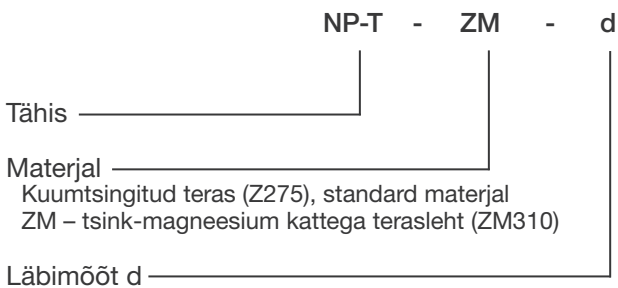 NP-T - ZM - d
Tähis
Materjal
Kuumtsingitud teras (Z275), standard materjal
ZM – tsink-magneesium kattega terasleht (ZM310)
Läbimõõt d